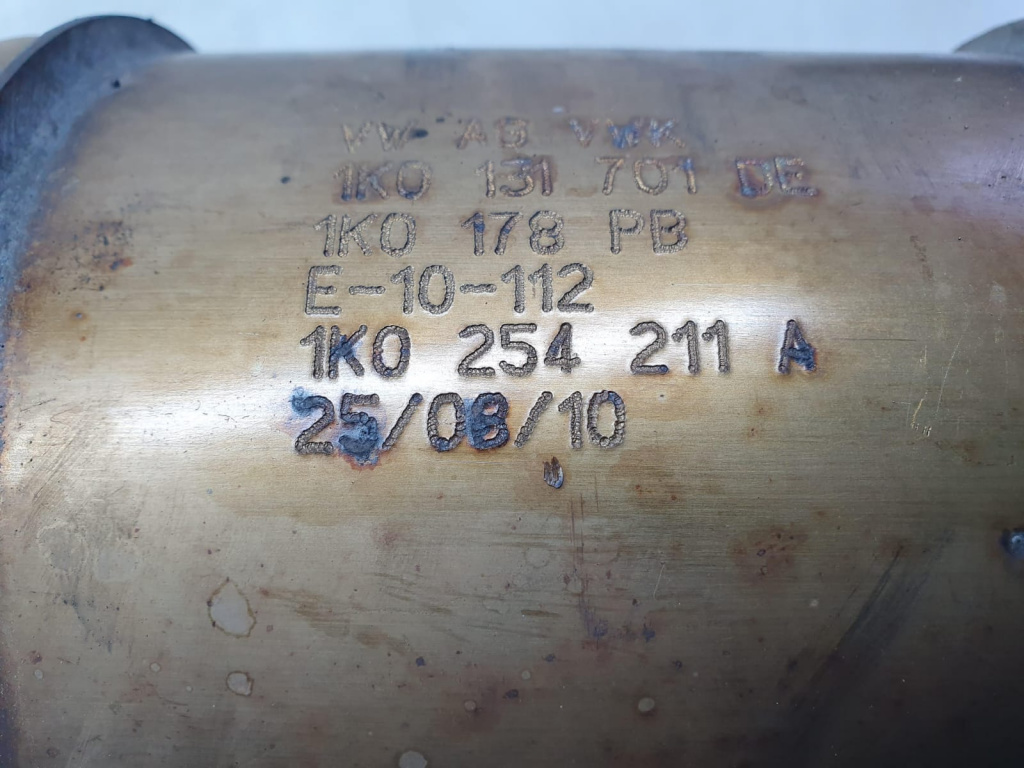 VW AG VWK
1K0 131 701 DE
1K0 178 PB
E-10-112
1K0 254 211 A
25/08/10